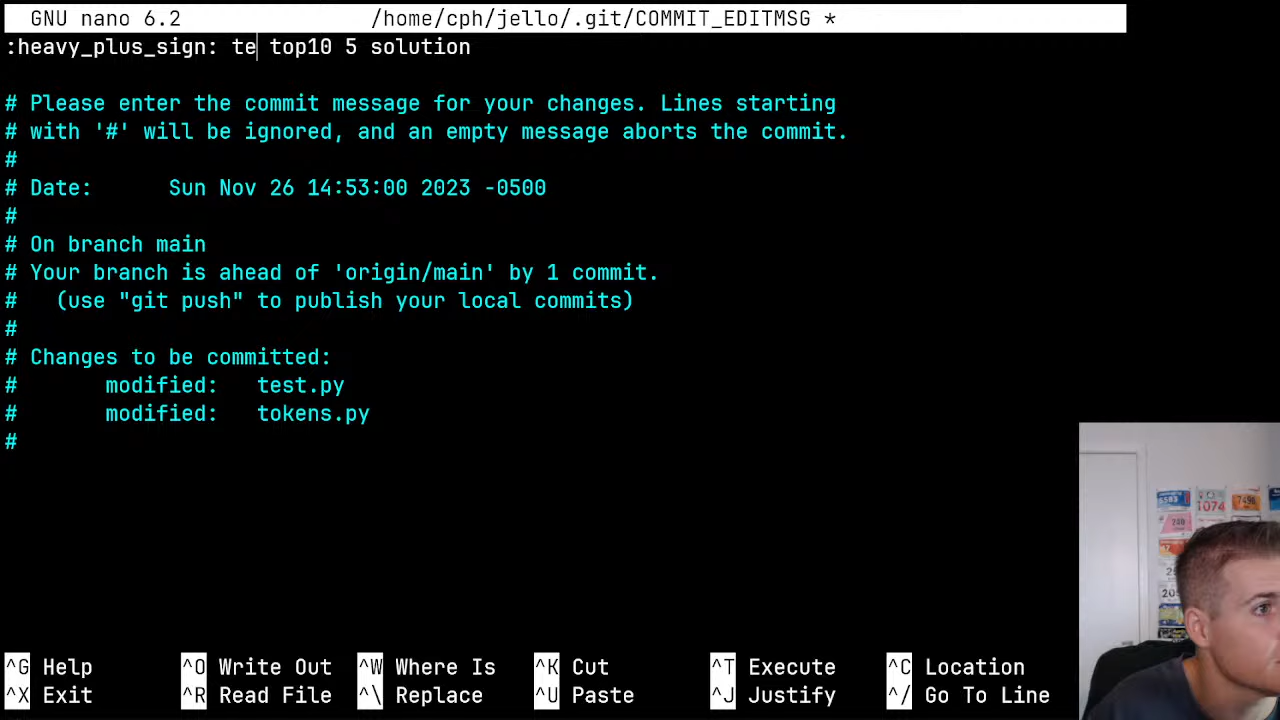 GNU nano 6.2 /home/cph/jello/.git/COMMIT_EDITMSG *
:heavy_plus_sign: te top10 5 solution
# Please enter the commit message for your changes. Lines starting
# with '#' will be ignored, and an empty message aborts the commit.
#
# Date: Sun Nov 26 14:53:00 2023 -0500
#
# On branch main
# Your branch is ahead of 'origin/main' by 1 commit.
# (use "git push" to publish your local commits)
#
# Changes to be committed:
# modified: test.py
# modified: tokens.py
#
1074
7496
740
^G Help ^O Write Out ^W Where Is ^K Cut ^T Execute ^C Location
^X Exit ^R Read File ^\ Replace ^U Paste ^J Justify ^/ Go To Line